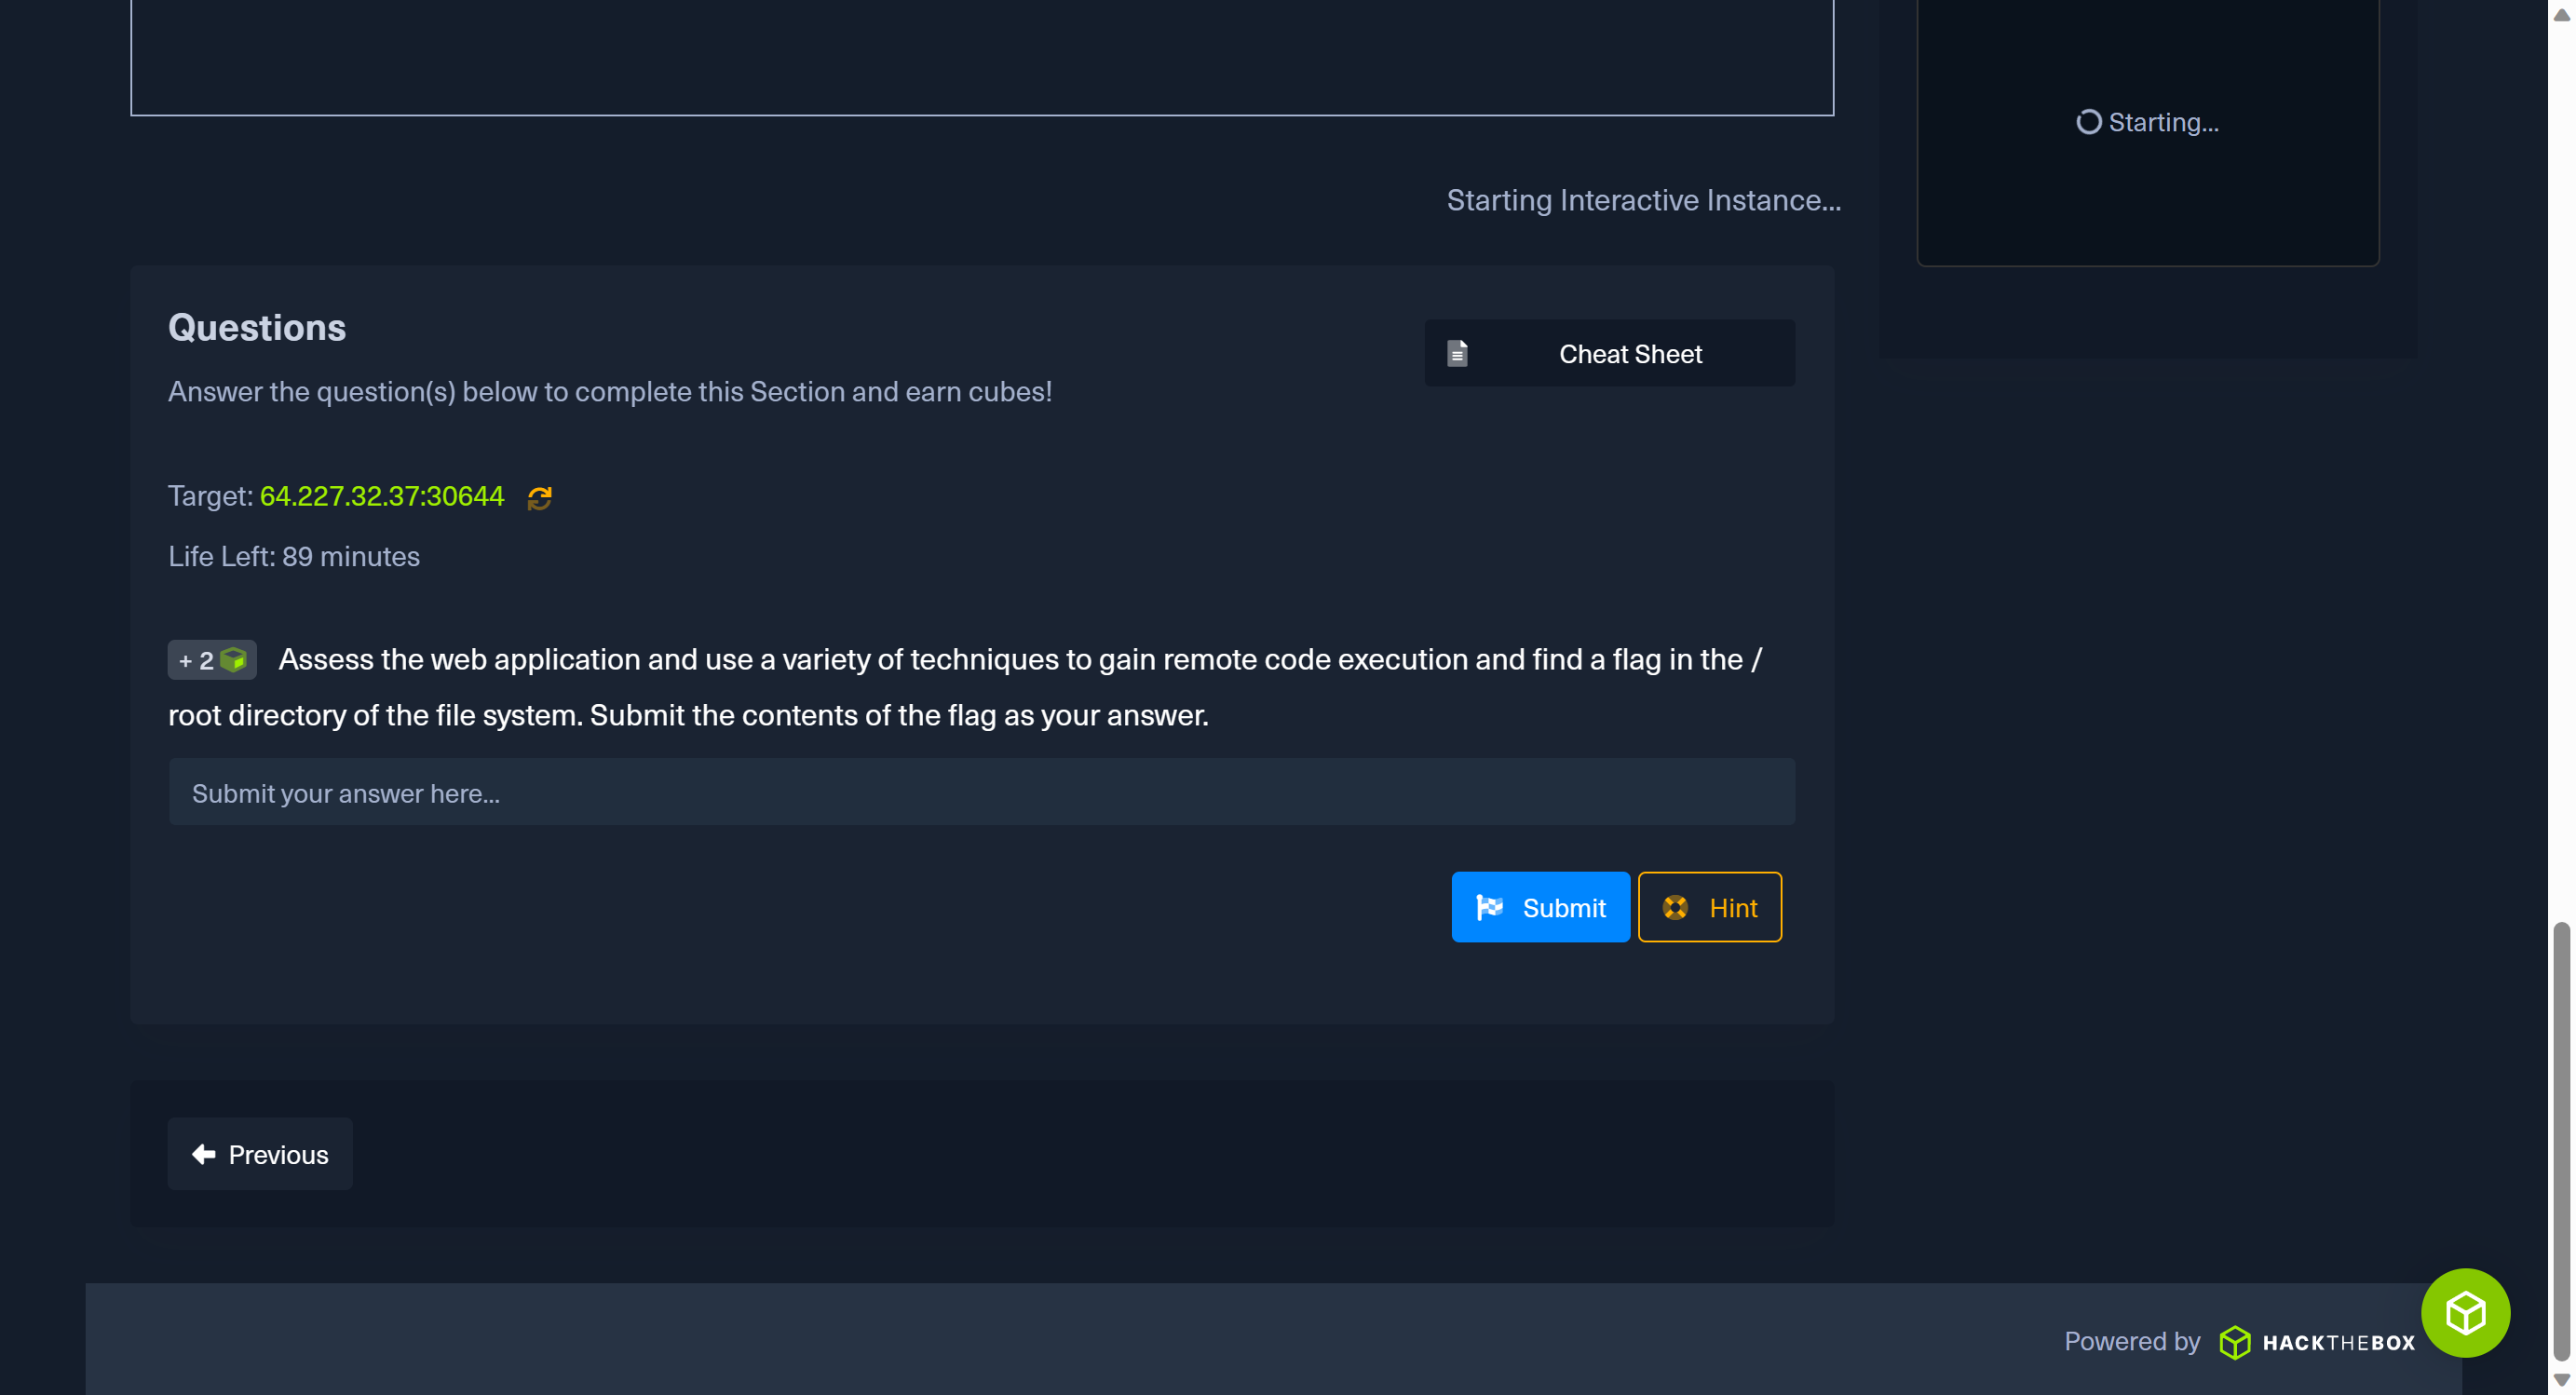 Starting...
Starting Interactive Instance...
Questions
Cheat Sheet
Answer the question(s) below to complete this Section and earn cubes!
Target: 64.227.32.37:30644
Life Left: 89 minutes
+ 2 Assess the web application and use a variety of techniques to gain remote code execution and find a flag in the /
root directory of the file system. Submit the contents of the flag as your answer.
Submit your answer here...
Submit
Hint
Previous
Powered by HACKTHEBOX